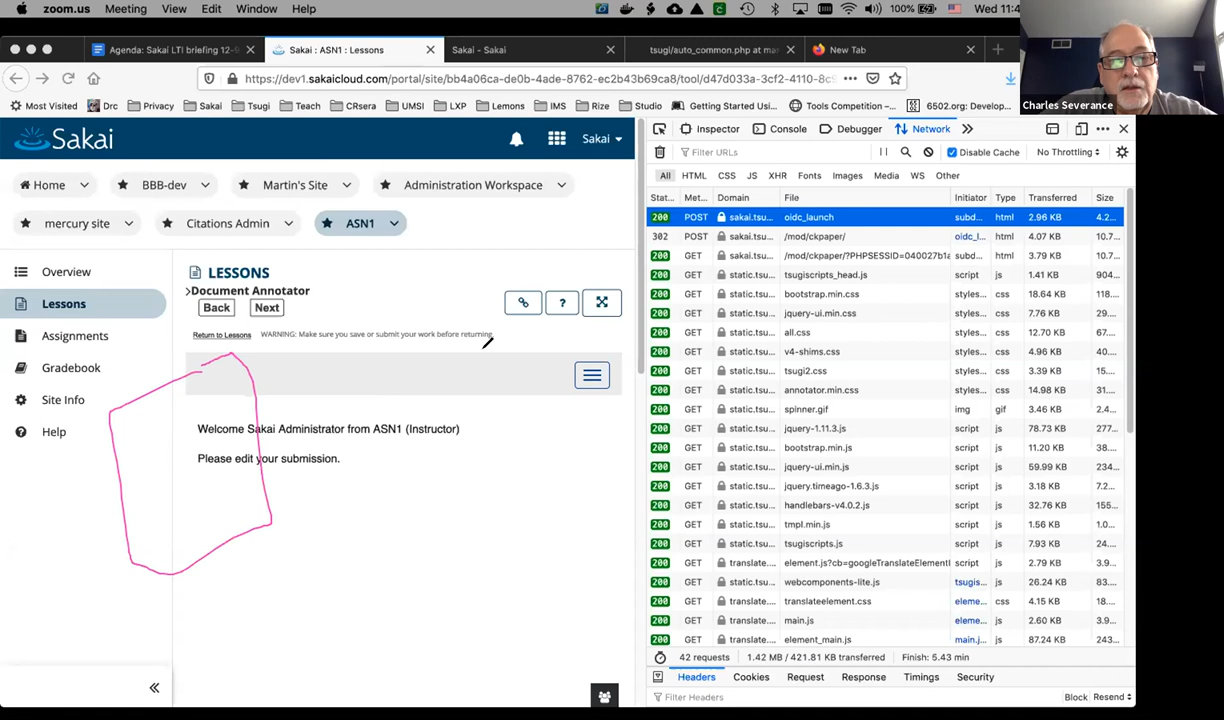 zoom.us Meeting View Edit Window Help 100% Wed 11:4
Agenda: Sakai LTI briefing 12-9 Sakai : ASN1 : Lessons Sakai - Sakai tsugi/auto_common.php at ma New Tab
https://dev1.sakaicloud.com/portal/site/bb4a06ca-de0b-4ade-8762-ec2b43b69ca8/tool/d47d033a-3cf2-4110-8c9
Most Visited Drc Privacy Sakai Tsugi Teach CRsera UMSI LXP Lemons IMS Rize Studio Getting Started Usi... Tools Competition –... 6502.org: Develop...
Charles Severance
Sakai Sakai
Home BBB-dev Martin's Site Administration Workspace
mercury site Citations Admin ASN1
Overview
Lessons
Assignments
Gradebook
Site Info
Help
LESSONS
Document Annotator
Back Next ?
Return to Lessons WARNING: Make sure you save or submit your work before returning.
Welcome Sakai Administrator from ASN1 (Instructor)
Please edit your submission.
Inspector Console Debugger Network
Filter URLs Disable Cache No Throttling
All HTML CSS JS XHR Fonts Images Media WS Other
Stat... Met... Domain File Initiator Type Transferred Size
200 POST sakai.tsu... oidc_launch subd... html 2.96 KB 4.2...
302 POST sakai.tsu... /mod/ckpaper/ oidc_l... html 4.07 KB 10.7...
200 GET sakai.tsu... /mod/ckpaper/?PHPSESSID=040027b1a subd... html 3.79 KB 10.7...
200 GET static.tsu... tsugiscripts_head.js script js 1.41 KB 904...
200 GET static.tsu... bootstrap.min.css styles... css 18.64 KB 118...
200 GET static.tsu... jquery-ui.min.css styles... css 7.76 KB 29....
200 GET static.tsu... all.css styles... css 12.70 KB 67....
200 GET static.tsu... v4-shims.css styles... css 4.96 KB 40....
200 GET static.tsu... tsugi2.css styles... css 3.39 KB 15....
200 GET static.tsu... annotator.min.css styles... css 14.98 KB 31....
200 GET static.tsu... spinner.gif img gif 3.46 KB 2.4...
200 GET static.tsu... jquery-1.11.3.js script js 78.73 KB 277...
200 GET static.tsu... bootstrap.min.js script js 11.20 KB 48....
200 GET static.tsu... jquery-ui.min.js script js 59.99 KB 234...
200 GET static.tsu... jquery.timeago-1.6.3.js script js 3.18 KB 7.2...
200 GET static.tsu... handlebars-v4.0.2.js script js 32.76 KB 155...
200 GET static.tsu... tmpl.min.js script js 1.56 KB 1.0...
200 GET static.tsu... tsugiscripts.js script js 7.93 KB 24....
200 GET translate.... element.js?cb=googleTranslateElementI script js 2.79 KB 3.9...
200 GET static.tsu... webcomponents-lite.js tsugis... js 26.24 KB 83....
200 GET translate.... translateelement.css eleme... css 4.15 KB 18....
200 GET translate.... main.js eleme... js 2.60 KB 3.9...
200 GET translate.... element_main.js main.j... js 87.24 KB 243...
42 requests 1.42 MB / 421.81 KB transferred Finish: 5.43 min
Headers Cookies Request Response Timings Security
Filter Headers Block Resend